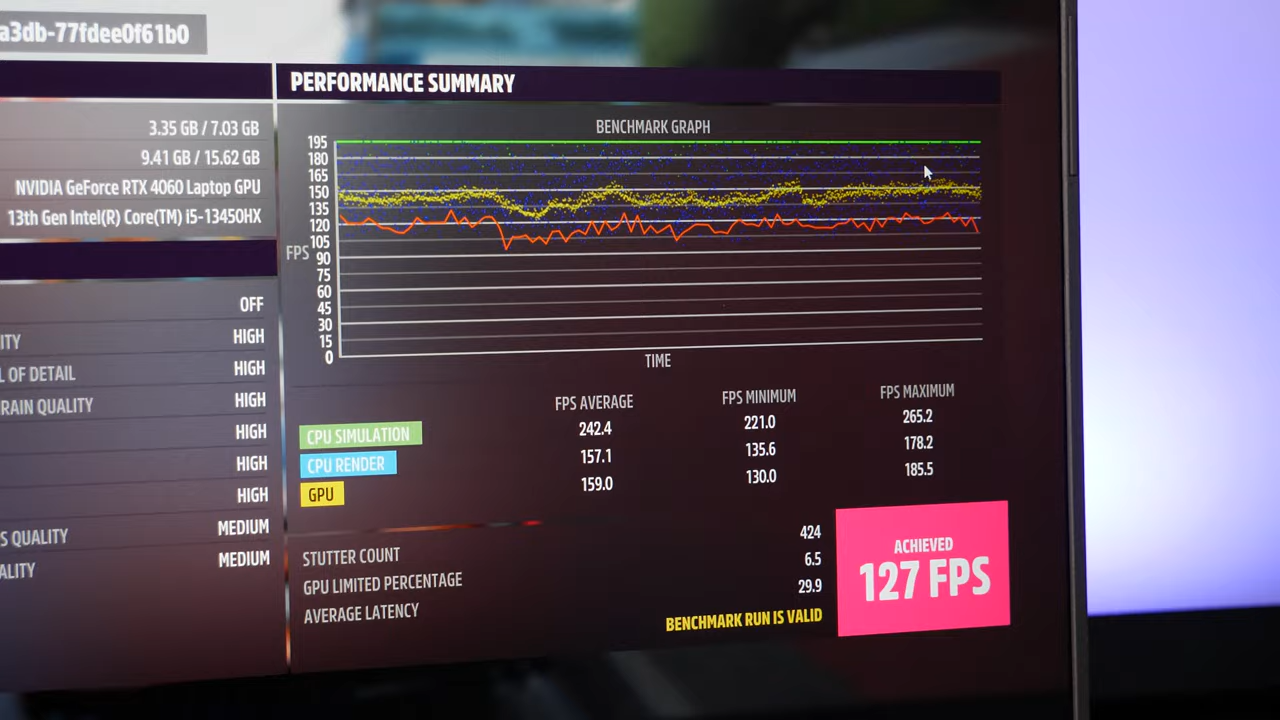 a3db-77fdee0f61b0
3.35 GB / 7.03 GB
9.41 GB / 15.62 GB
NVIDIA GeForce RTX 4060 Laptop GPU
13th Gen Intel(R) Core(TM) i5-13450HX
OFF
ITY HIGH
L OF DETAIL HIGH
RAIN QUALITY HIGH
HIGH
HIGH
HIGH
S QUALITY MEDIUM
ALITY MEDIUM
PERFORMANCE SUMMARY
BENCHMARK GRAPH
195
180
165
150
135
120
105
FPS
90
75
60
45
30
15
0
TIME
FPS AVERAGE FPS MINIMUM FPS MAXIMUM
CPU SIMULATION 242.4 221.0 265.2
CPU RENDER 157.1 135.6 178.2
GPU 159.0 130.0 185.5
STUTTER COUNT 424
GPU LIMITED PERCENTAGE 6.5
AVERAGE LATENCY 29.9
BENCHMARK RUN IS VALID
ACHIEVED
127 FPS